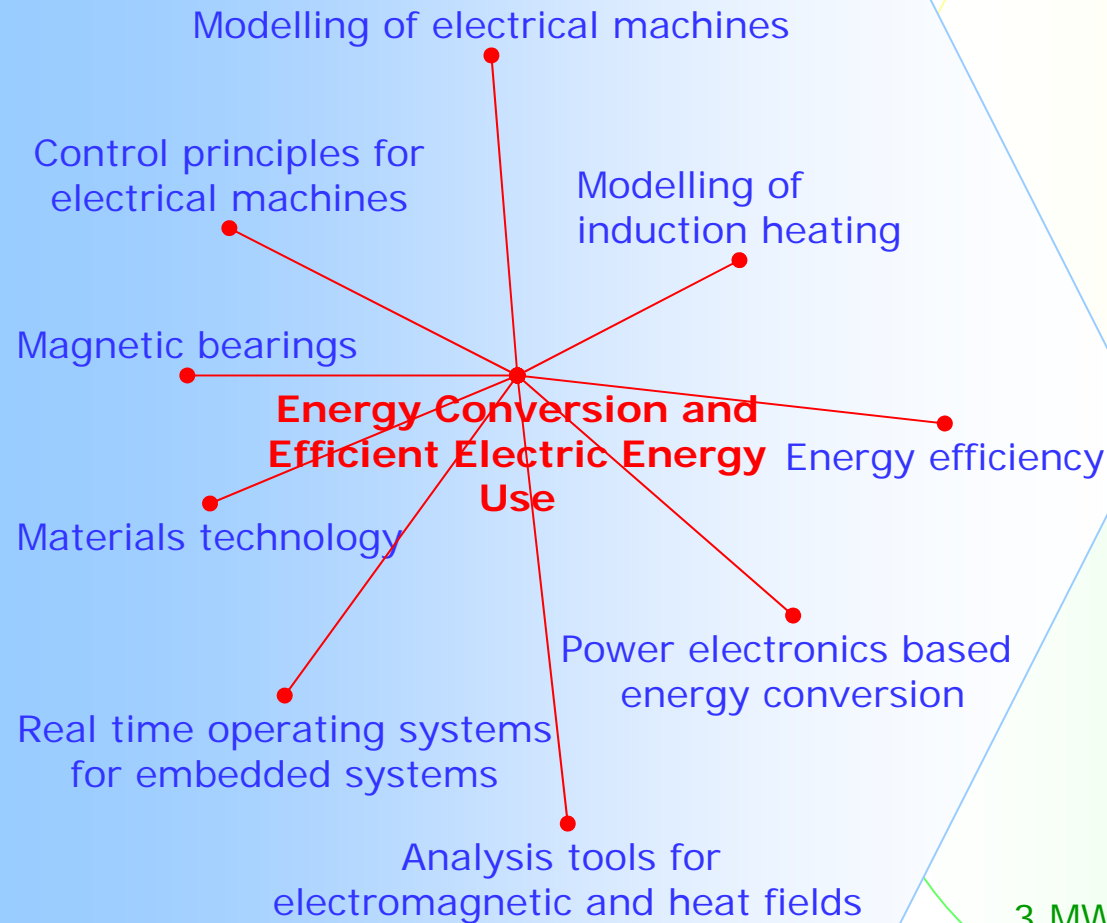 Modelling of electrical machines
Control principles for
electrical machines
Modelling of
induction heating
Magnetic bearings
Energy Conversion and
Efficient Electric Energy
Use
Energy efficiency
Materials technology
Power electronics based
energy conversion
Real time operating systems
for embedded systems
Analysis tools for
electromagnetic and heat fields
3 MW